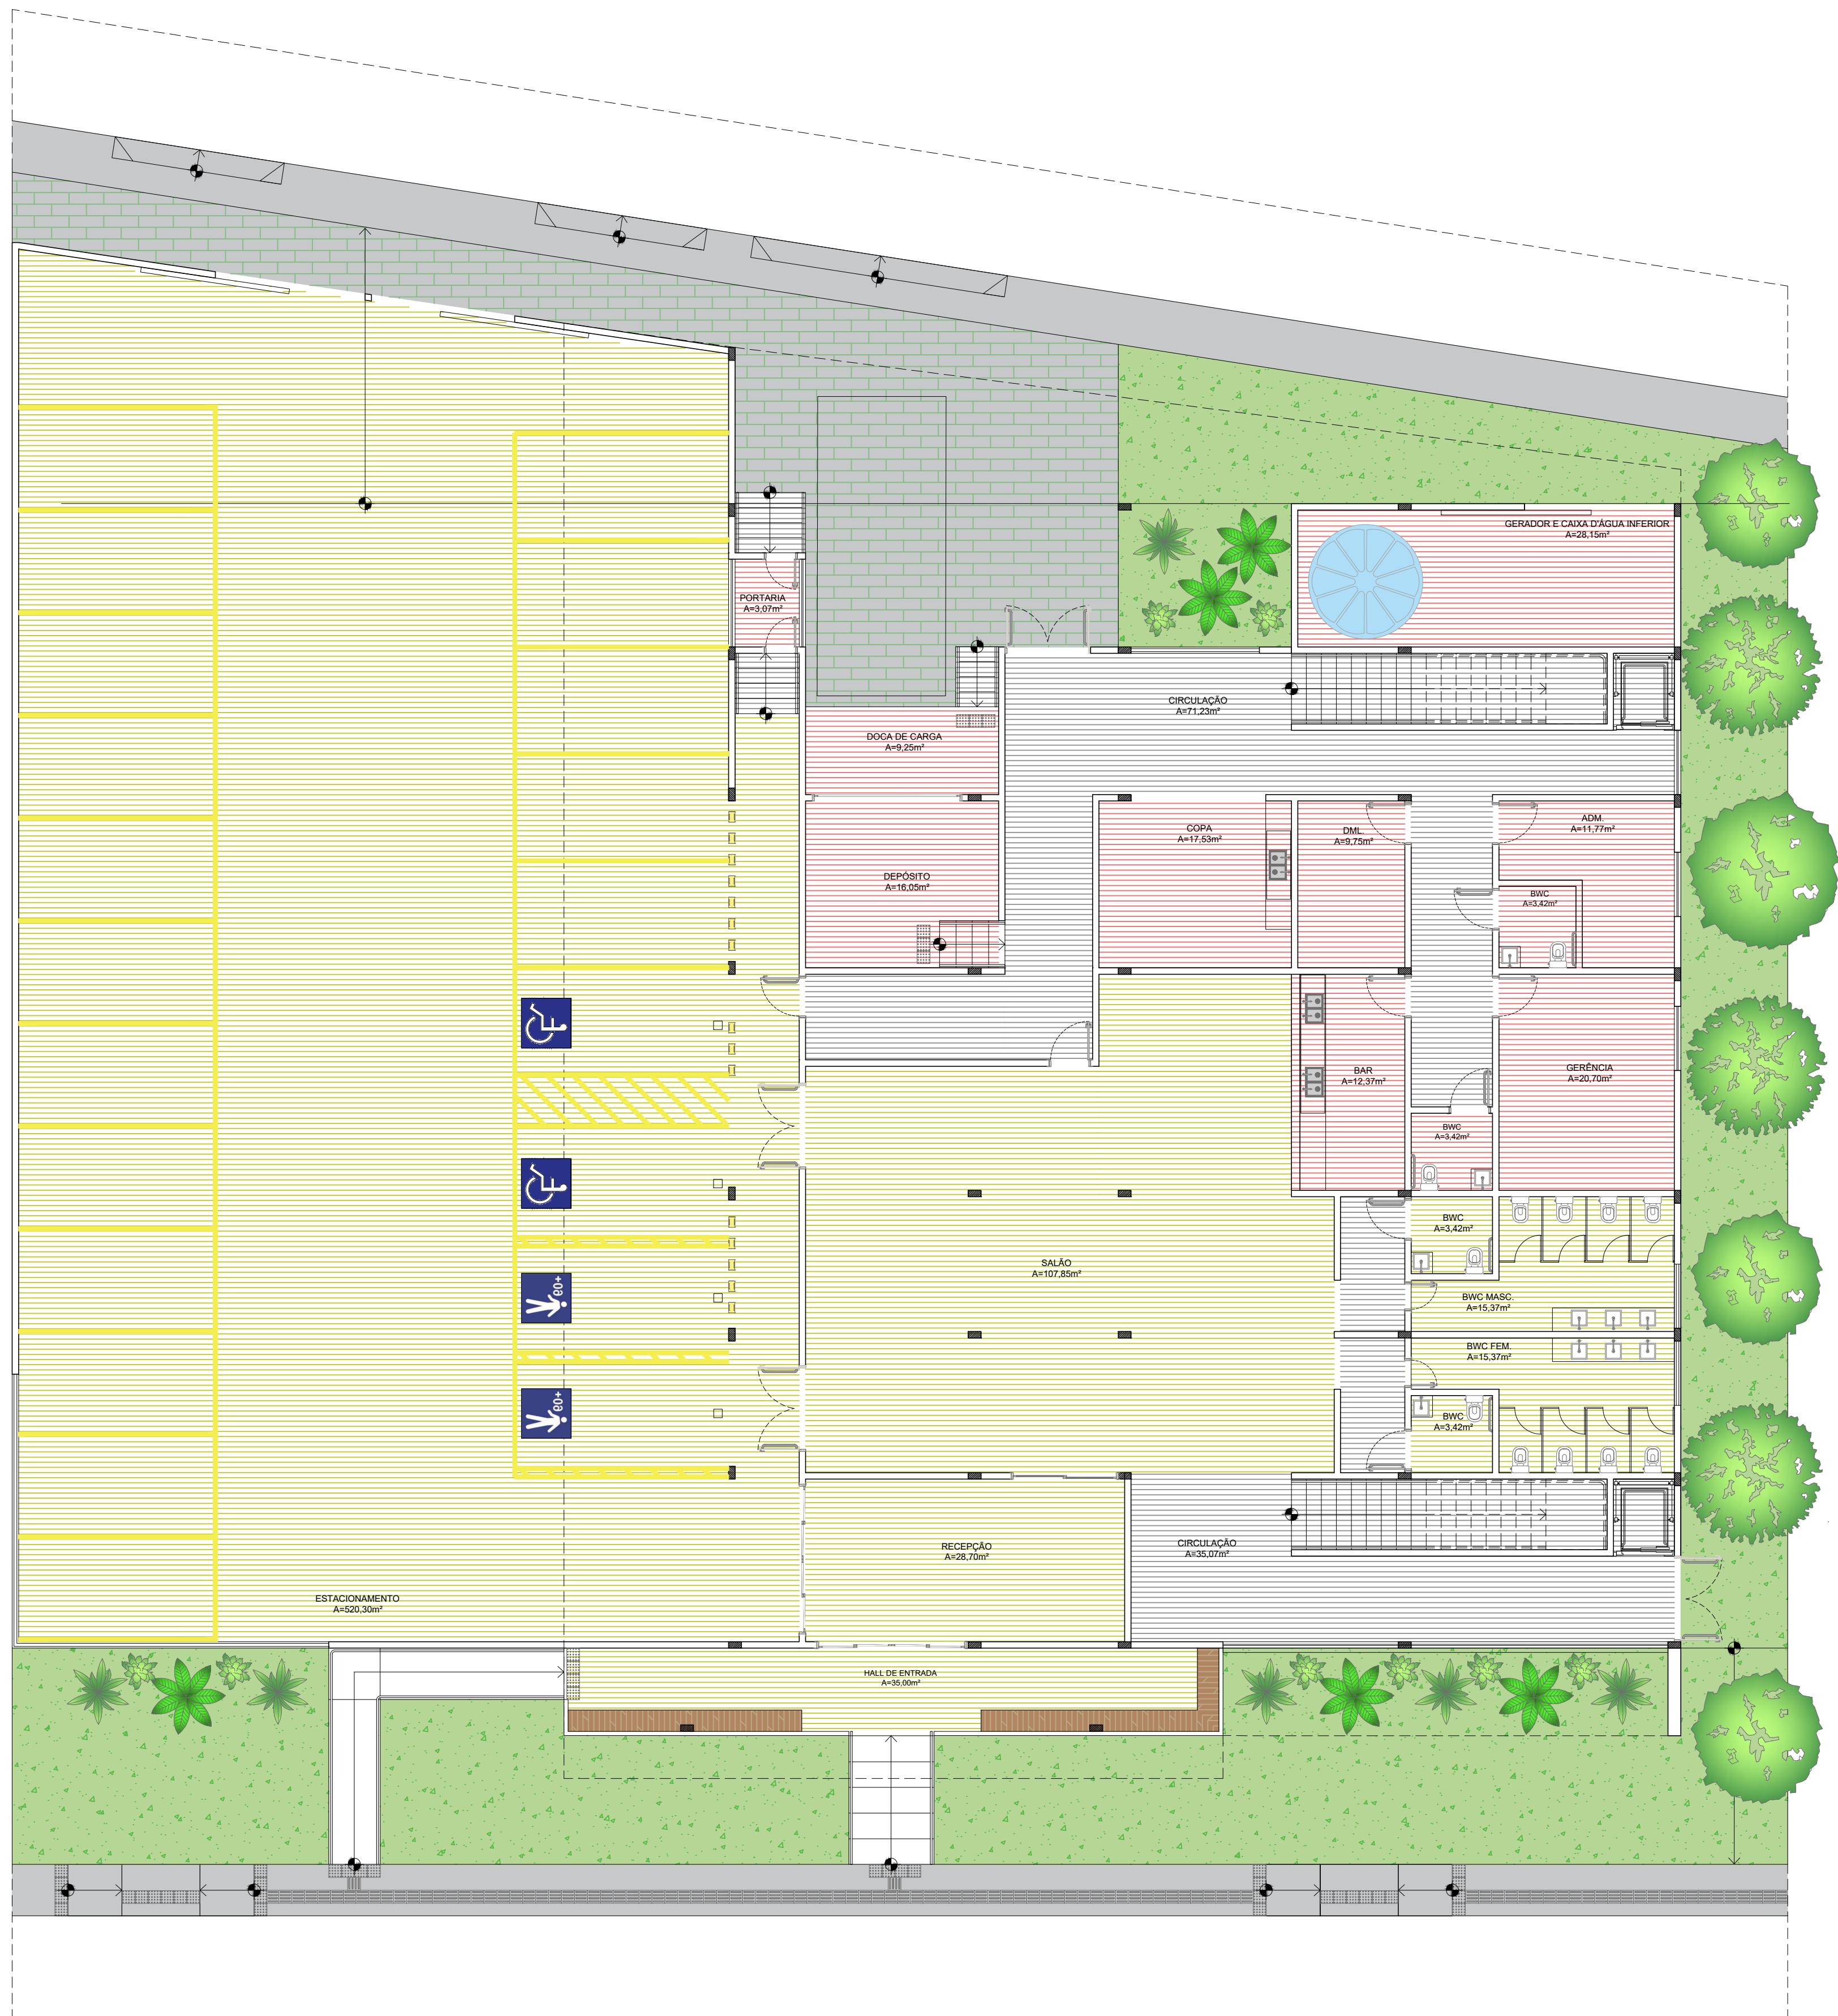 GERADOR E CAIXA D'ÁGUA INFERIOR
A=28,15m²
PORTARIA
A=3,07m²
CIRCULAÇÃO
A=71,23m²
DOCA DE CARGA
A=9,25m²
COPA
A=17,53m²
DML.
A=9,75m²
ADM.
A=11,77m²
DEPÓSITO
A=16,05m²
BWC
A=3,42m²
BAR
A=12,37m²
GERÊNCIA
A=20,70m²
BWC
A=3,42m²
BWC
A=3,42m²
SALÃO
A=107,85m²
60+
BWC MASC.
A=15,37m²
BWC FEM.
A=15,37m²
60+
BWC
A=3,42m²
RECEPÇÃO
A=28,70m²
CIRCULAÇÃO
A=35,07m²
ESTACIONAMENTO
A=520,30m²
HALL DE ENTRADA
A=35,00m²